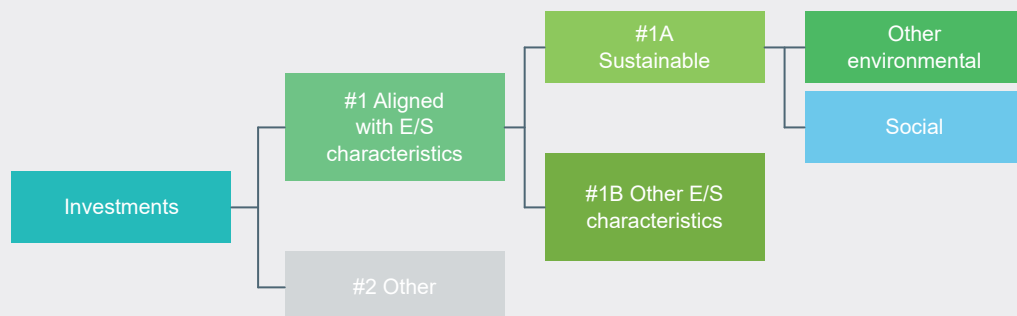 Investments
#1 Aligned
with E/S
characteristics
#2 Other
#1A
Sustainable
#1B Other E/S
characteristics
Other
environmental
Social